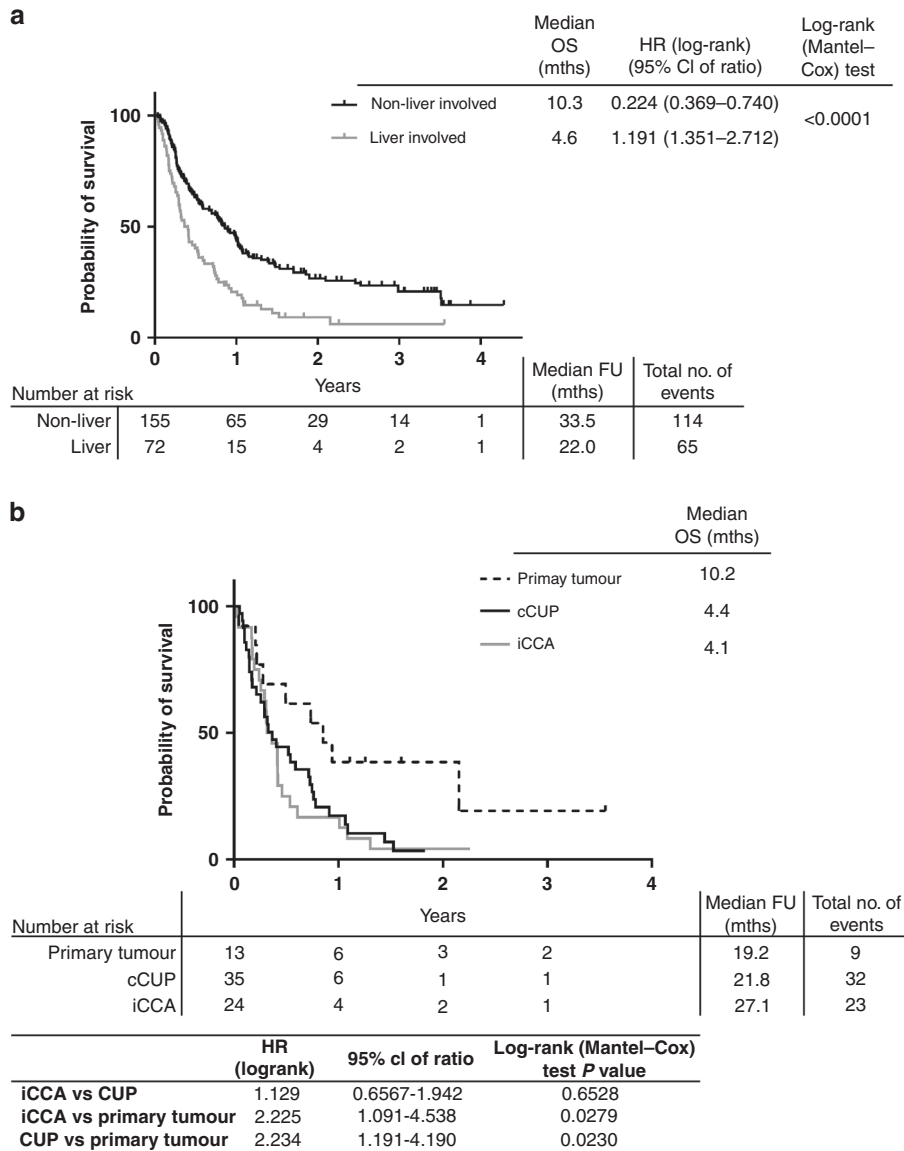 a
Median OS (mths) HR (log-rank) (95% CI of ratio) Log-rank (Mantel–Cox) test
Non-liver involved 10.3 0.224 (0.369–0.740)
<0.0001
Liver involved 4.6 1.191 (1.351–2.712)
Probability of survival
100
50
0
0 1 2 3 4
Years
Number at risk Median FU (mths) Total no. of events
Non-liver 155 65 29 14 1 33.5 114
Liver 72 15 4 2 1 22.0 65
b
Median OS (mths)
Primay tumour 10.2
cCUP 4.4
iCCA 4.1
Probability of survival
100
50
0
0 1 2 3 4
Years
Number at risk Median FU (mths) Total no. of events
Primary tumour 13 6 3 2 19.2 9
cCUP 35 6 1 1 21.8 32
iCCA 24 4 2 1 27.1 23
HR (logrank) 95% cI of ratio Log-rank (Mantel–Cox) test P value
iCCA vs CUP 1.129 0.6567-1.942 0.6528
iCCA vs primary tumour 2.225 1.091-4.538 0.0279
CUP vs primary tumour 2.234 1.191-4.190 0.0230